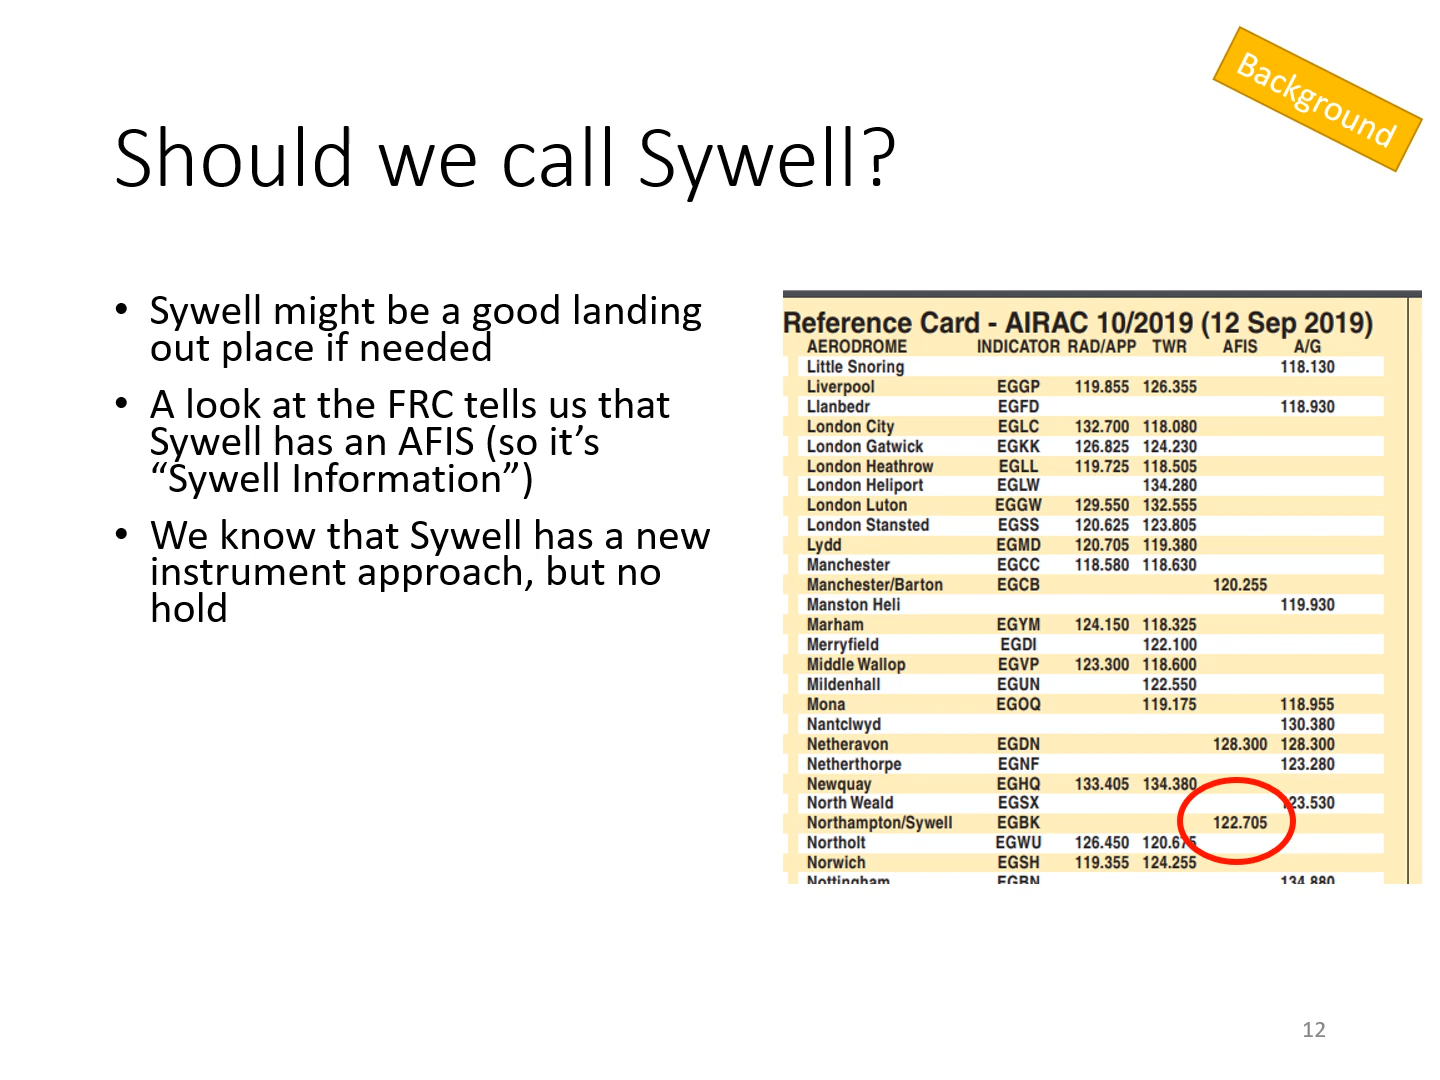 Background
Should we call Sywell?
• Sywell might be a good landing
out place if needed
• A look at the FRC tells us that
Sywell has an AFIS (so it’s
“Sywell Information”)
• We know that Sywell has a new
instrument approach, but no
hold
Reference Card - AIRAC 10/2019 (12 Sep 2019)
AERODROME INDICATOR RAD/APP TWR AFIS A/G
Little Snoring 118.130
Liverpool EGGP 119.855 126.355
Llanbedr EGFD 118.930
London City EGLC 132.700 118.080
London Gatwick EGKK 126.825 124.230
London Heathrow EGLL 119.725 118.505
London Heliport EGLW 134.280
London Luton EGGW 129.550 132.555
London Stansted EGSS 120.625 123.805
Lydd EGMD 120.705 119.380
Manchester EGCC 118.580 118.630
Manchester/Barton EGCB 120.255
Manston Heli 119.930
Marham EGYM 124.150 118.325
Merryfield EGDI 122.100
Middle Wallop EGVP 123.300 118.600
Mildenhall EGUN 122.550
Mona EGOQ 119.175 118.955
Nantclwyd 130.380
Netheravon EGDN 128.300 128.300
Netherthorpe EGNF 123.280
Newquay EGHQ 133.405 134.380
North Weald EGSX 123.530
Northampton/Sywell EGBK 122.705
Northolt EGWU 126.450 120.675
Norwich EGSH 119.355 124.255
Nottingham EGBN 134.880
12